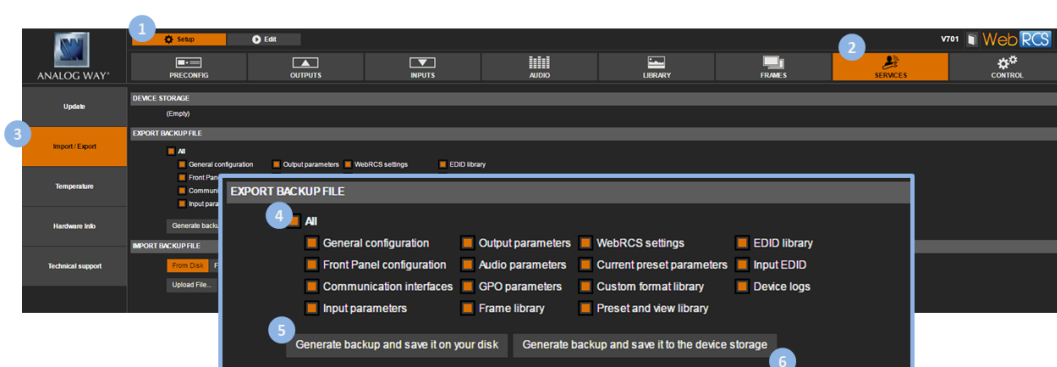 1
Setup
Edit
V701
WebRCS
ANALOG WAY®
PRECONFIG
OUTPUTS
INPUTS
AUDIO
LIBRARY
FRAMES
2
SERVICES
CONTROL
Update
DEVICE STORAGE
(Empty)
3
Import / Export
EXPORT BACKUP FILE
All
General configuration
Output parameters
WebRCS settings
EDID library
Front Pan
Commun
Input para
Generate backu
Temperature
Hardware Info
IMPORT BACKUP FILE
Technical support
From Disk
F
Upload File...
EXPORT BACKUP FILE
4
All
General configuration
Output parameters
WebRCS settings
EDID library
Front Panel configuration
Audio parameters
Current preset parameters
Input EDID
Communication interfaces
GPO parameters
Custom format library
Device logs
Input parameters
Frame library
Preset and view library
5
Generate backup and save it on your disk
Generate backup and save it to the device storage
6